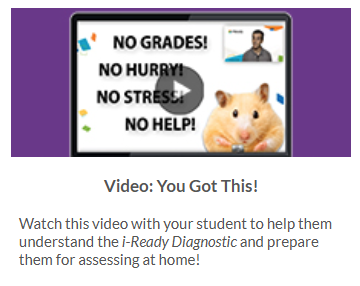 NO GRADES!
NO HURRY!
NO STRESS!
NO HELP!
Video: You Got This!
Watch this video with your student to help them
understand the i-Ready Diagnostic and prepare
them for assessing at home!